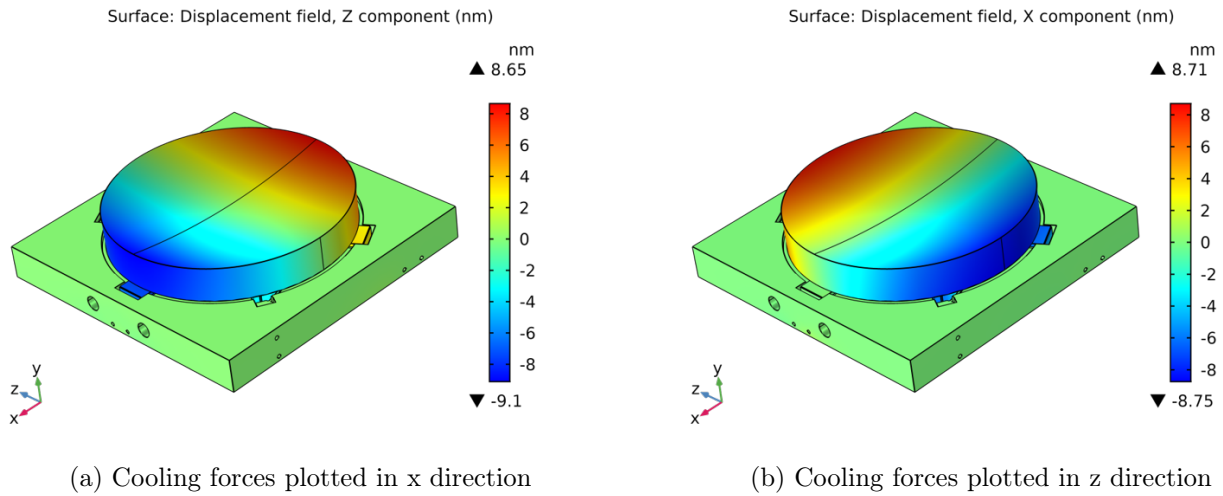 Surface: Displacement field, Z component (nm)
nm
▲ 8.65
8
6
4
2
0
-2
-4
-6
-8
▼ -9.1
y
z
x
(a) Cooling forces plotted in x direction
Surface: Displacement field, X component (nm)
nm
▲ 8.71
8
6
4
2
0
-2
-4
-6
-8
▼ -8.75
y
z
x
(b) Cooling forces plotted in z direction